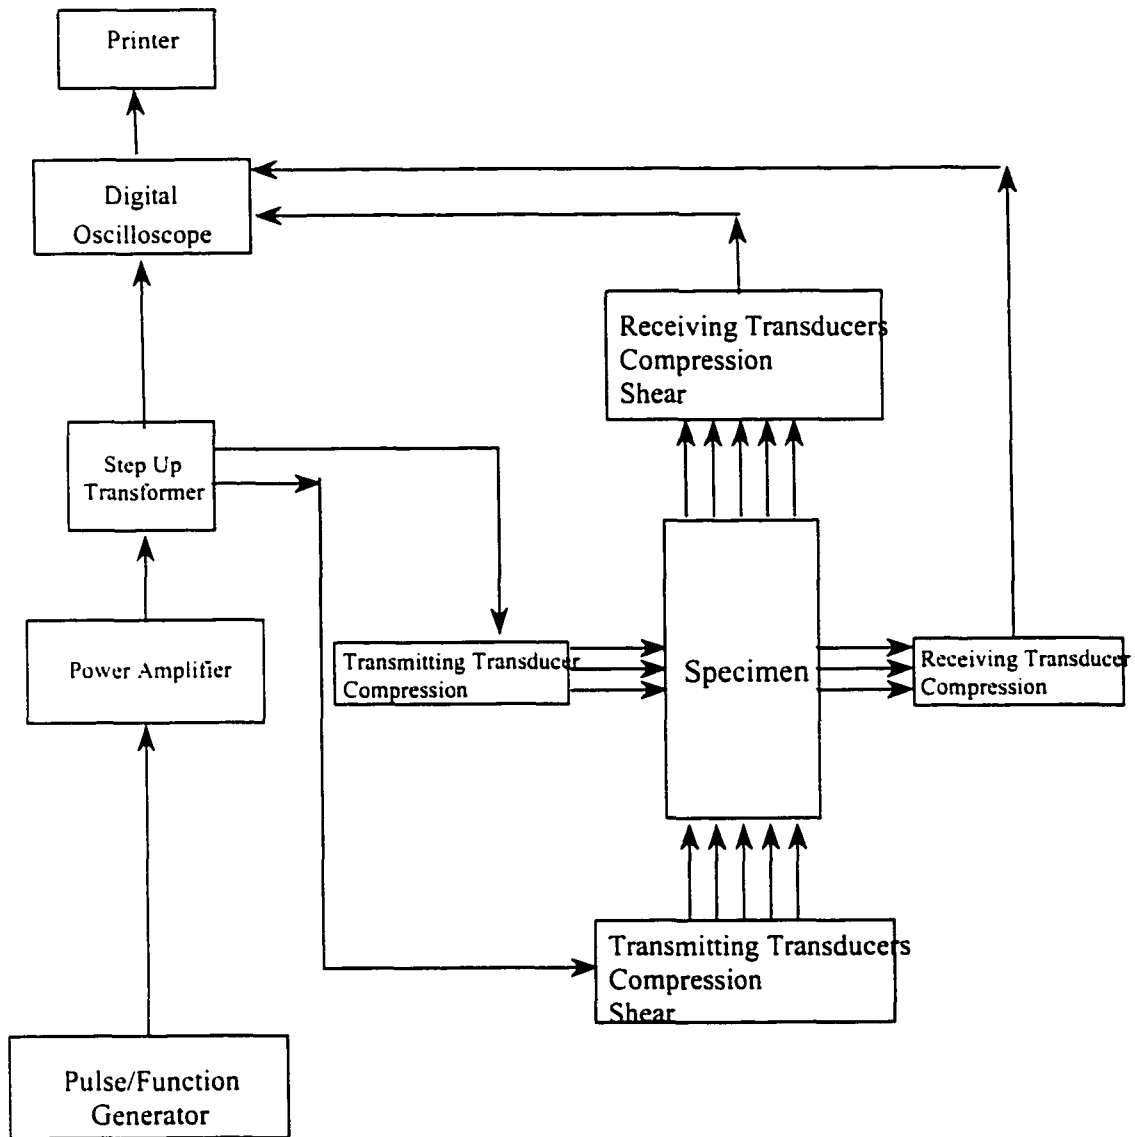 Printer
Digital
Oscilloscope
Receiving Transducers
Compression
Shear
Step Up
Transformer
Power Amplifier
Transmitting Transducer
Compression
Specimen
Receiving Transducer
Compression
Transmitting Transducers
Compression
Shear
Pulse/Function
Generator